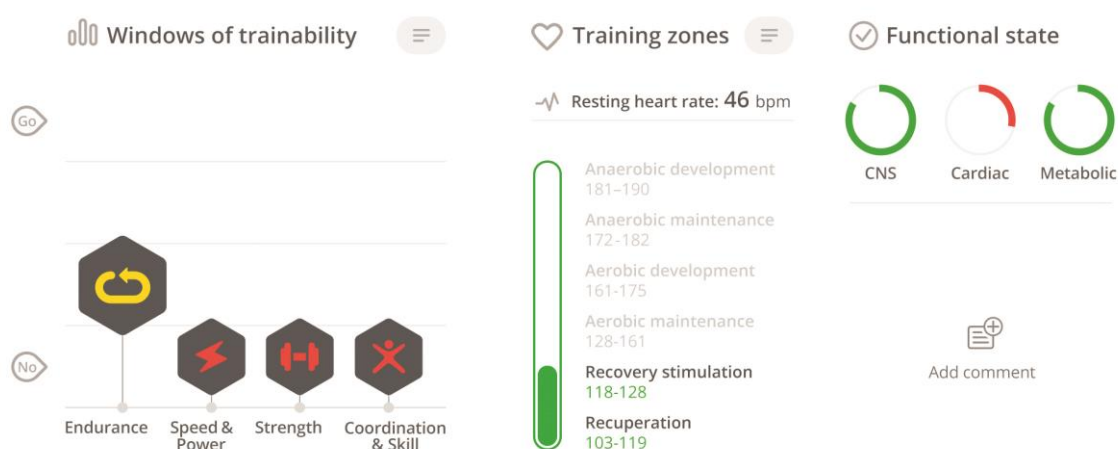 Windows of trainability
Go
No
Endurance
Speed &
Power
Strength
Coordination
& Skill
Training zones
Resting heart rate: 46 bpm
Anaerobic development
181–190
Anaerobic maintenance
172-182
Aerobic development
161-175
Aerobic maintenance
128-161
Recovery stimulation
118-128
Recuperation
103-119
Functional state
CNS
Cardiac
Metabolic
Add comment